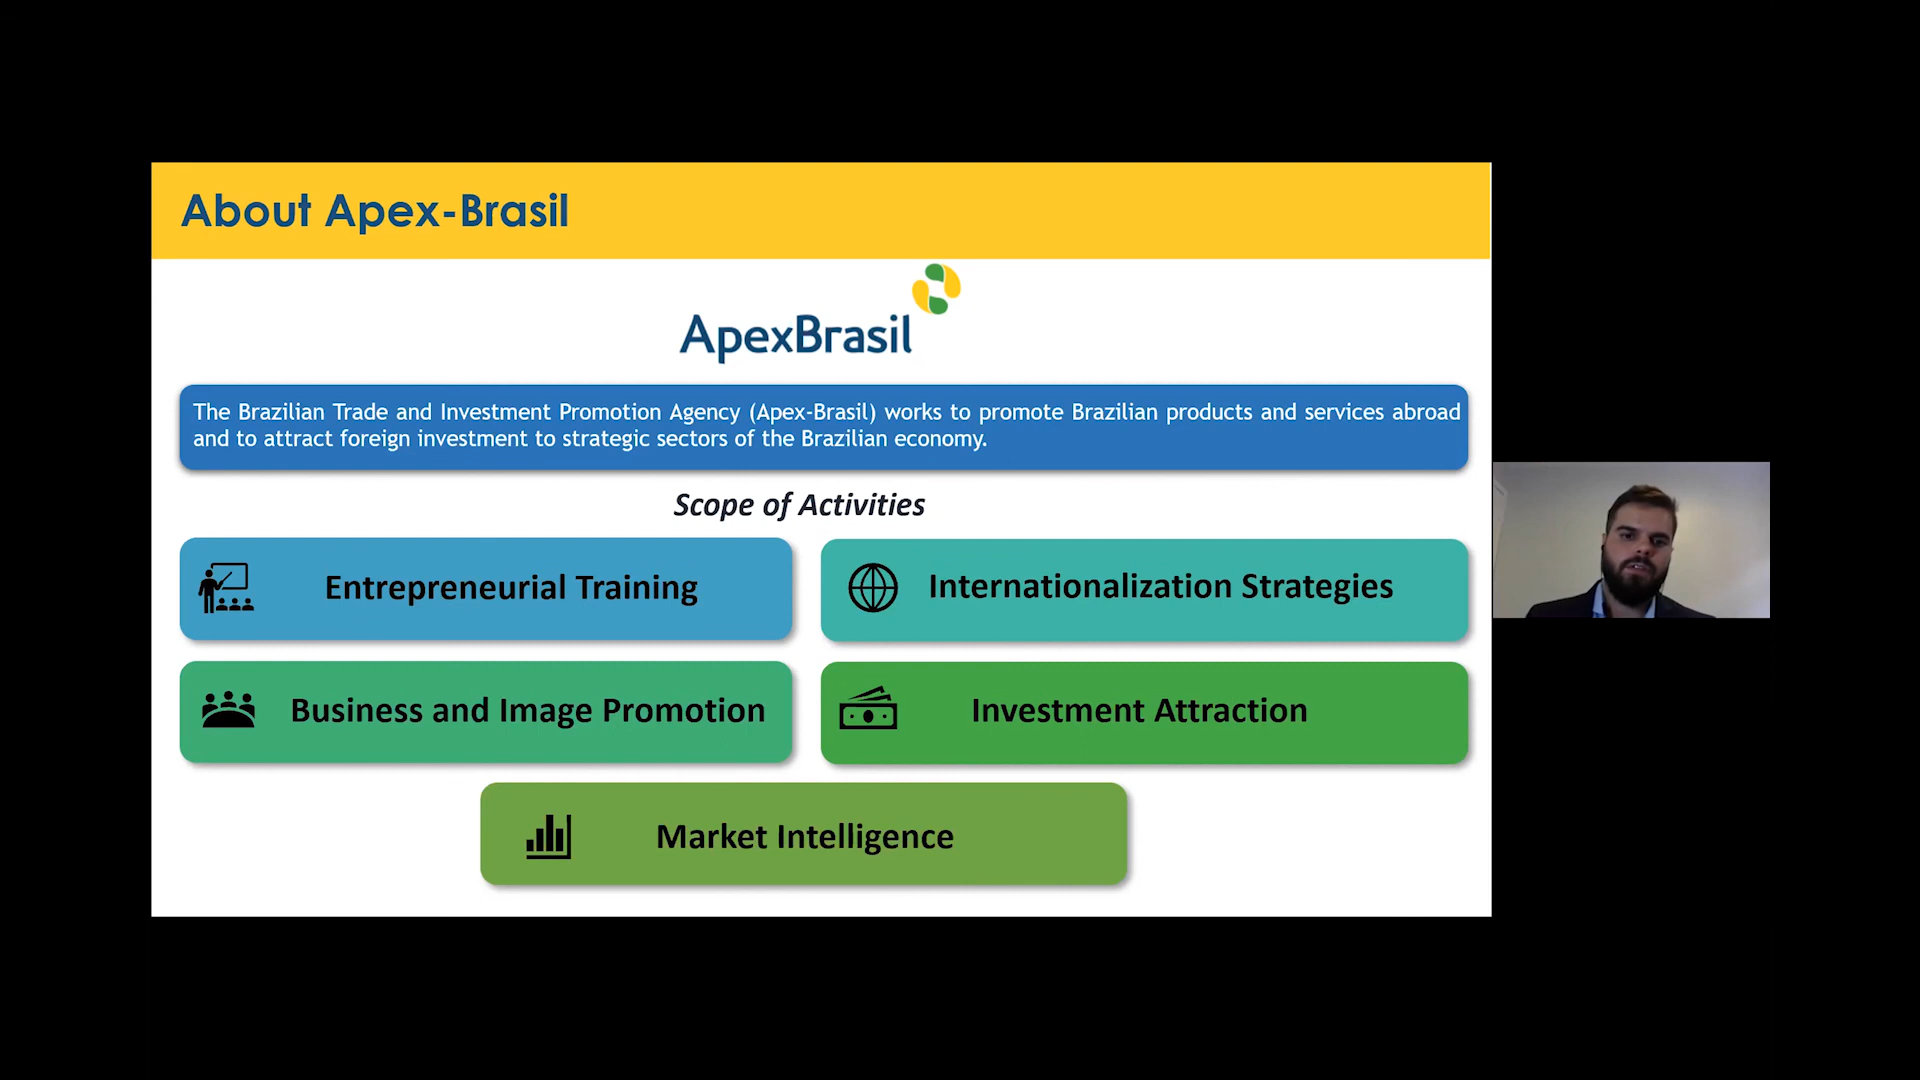 About Apex-Brasil
ApexBrasil
The Brazilian Trade and Investment Promotion Agency (Apex-Brasil) works to promote Brazilian products and services abroad
and to attract foreign investment to strategic sectors of the Brazilian economy.
Scope of Activities
Entrepreneurial Training
Internationalization Strategies
Business and Image Promotion
Investment Attraction
Market Intelligence